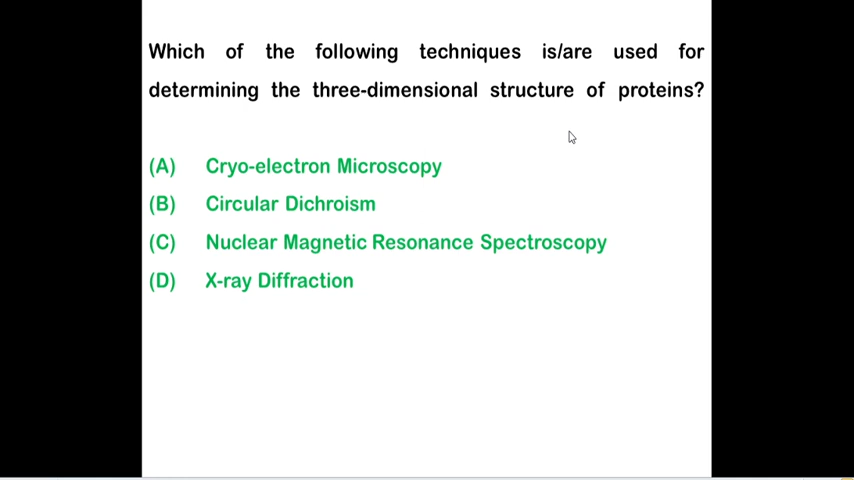 Which of the following techniques is/are used for
determining the three-dimensional structure of proteins?
(A) Cryo-electron Microscopy
(B) Circular Dichroism
(C) Nuclear Magnetic Resonance Spectroscopy
(D) X-ray Diffraction